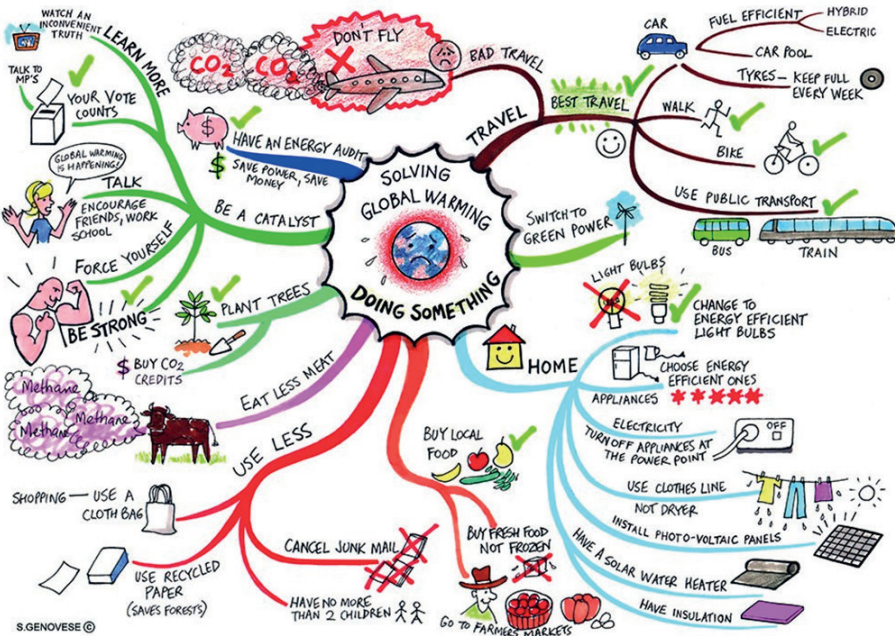 SOLVING
GLOBAL WARMING
DOING SOMETHING
TRAVEL
BAD TRAVEL
DON'T FLY
CO2
CO2
BEST TRAVEL
CAR
FUEL EFFICIENT
HYBRID
ELECTRIC
CAR POOL
TYRES — KEEP FULL
EVERY WEEK
WALK
BIKE
USE PUBLIC TRANSPORT
BUS
TRAIN
SWITCH TO
GREEN POWER
HOME
LIGHT BULBS
CHANGE TO
ENERGY EFFICIENT
LIGHT BULBS
APPLIANCES
CHOOSE ENERGY
EFFICIENT ONES
ELECTRICITY
TURN OFF APPLIANCES AT
THE POWER POINT
OFF
USE CLOTHES LINE
NOT DRYER
INSTALL PHOTO-VOLTAIC PANELS
HAVE A SOLAR WATER HEATER
HAVE INSULATION
BUY LOCAL
FOOD
BUY FRESH FOOD
NOT FROZEN
GO TO FARMERS MARKETS
USE LESS
SHOPPING — USE A
CLOTH BAG
USE RECYCLED
PAPER
(SAVES FORESTS)
CANCEL JUNK MAIL
HAVE NO MORE
THAN 2 CHILDREN
EAT LESS MEAT
Methane
Methane
Methane
PLANT TREES
$ BUY CO2
CREDITS
BE A CATALYST
LEARN MORE
WATCH AN
INCONVENIENT
TRUTH
TALK TO
MP'S
YOUR VOTE
COUNTS
TALK
GLOBAL WARMING
IS HAPPENING!
ENCOURAGE
FRIENDS, WORK
SCHOOL
FORCE YOURSELF
BE STRONG
HAVE AN ENERGY AUDIT
$
$ SAVE POWER, SAVE
MONEY
S.GENOVESE ©